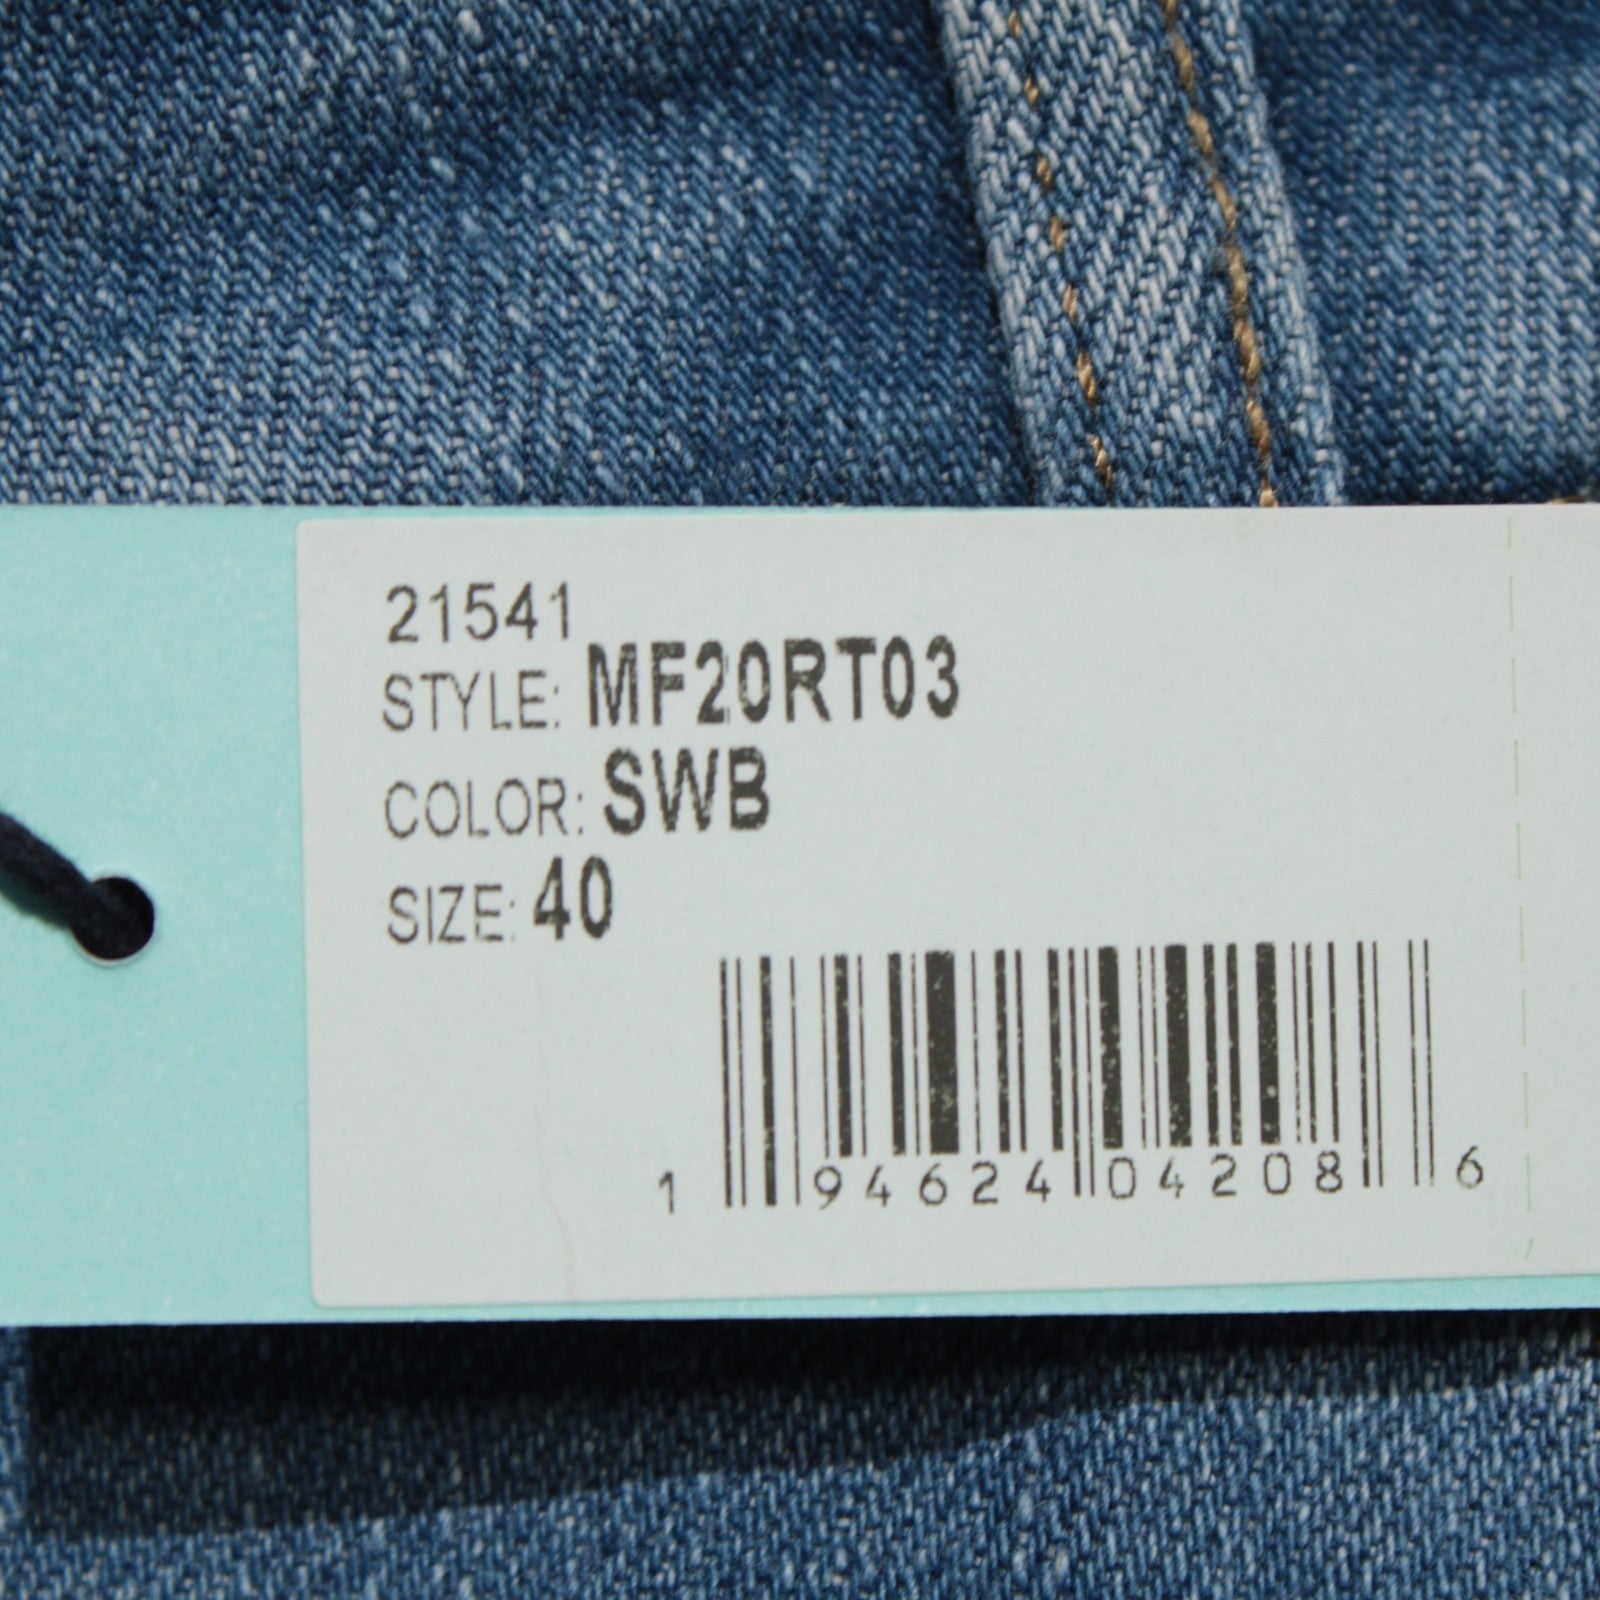 21541
STYLE: MF20RT03
COLOR: SWB
SIZE: 40
1 94624 04208 6